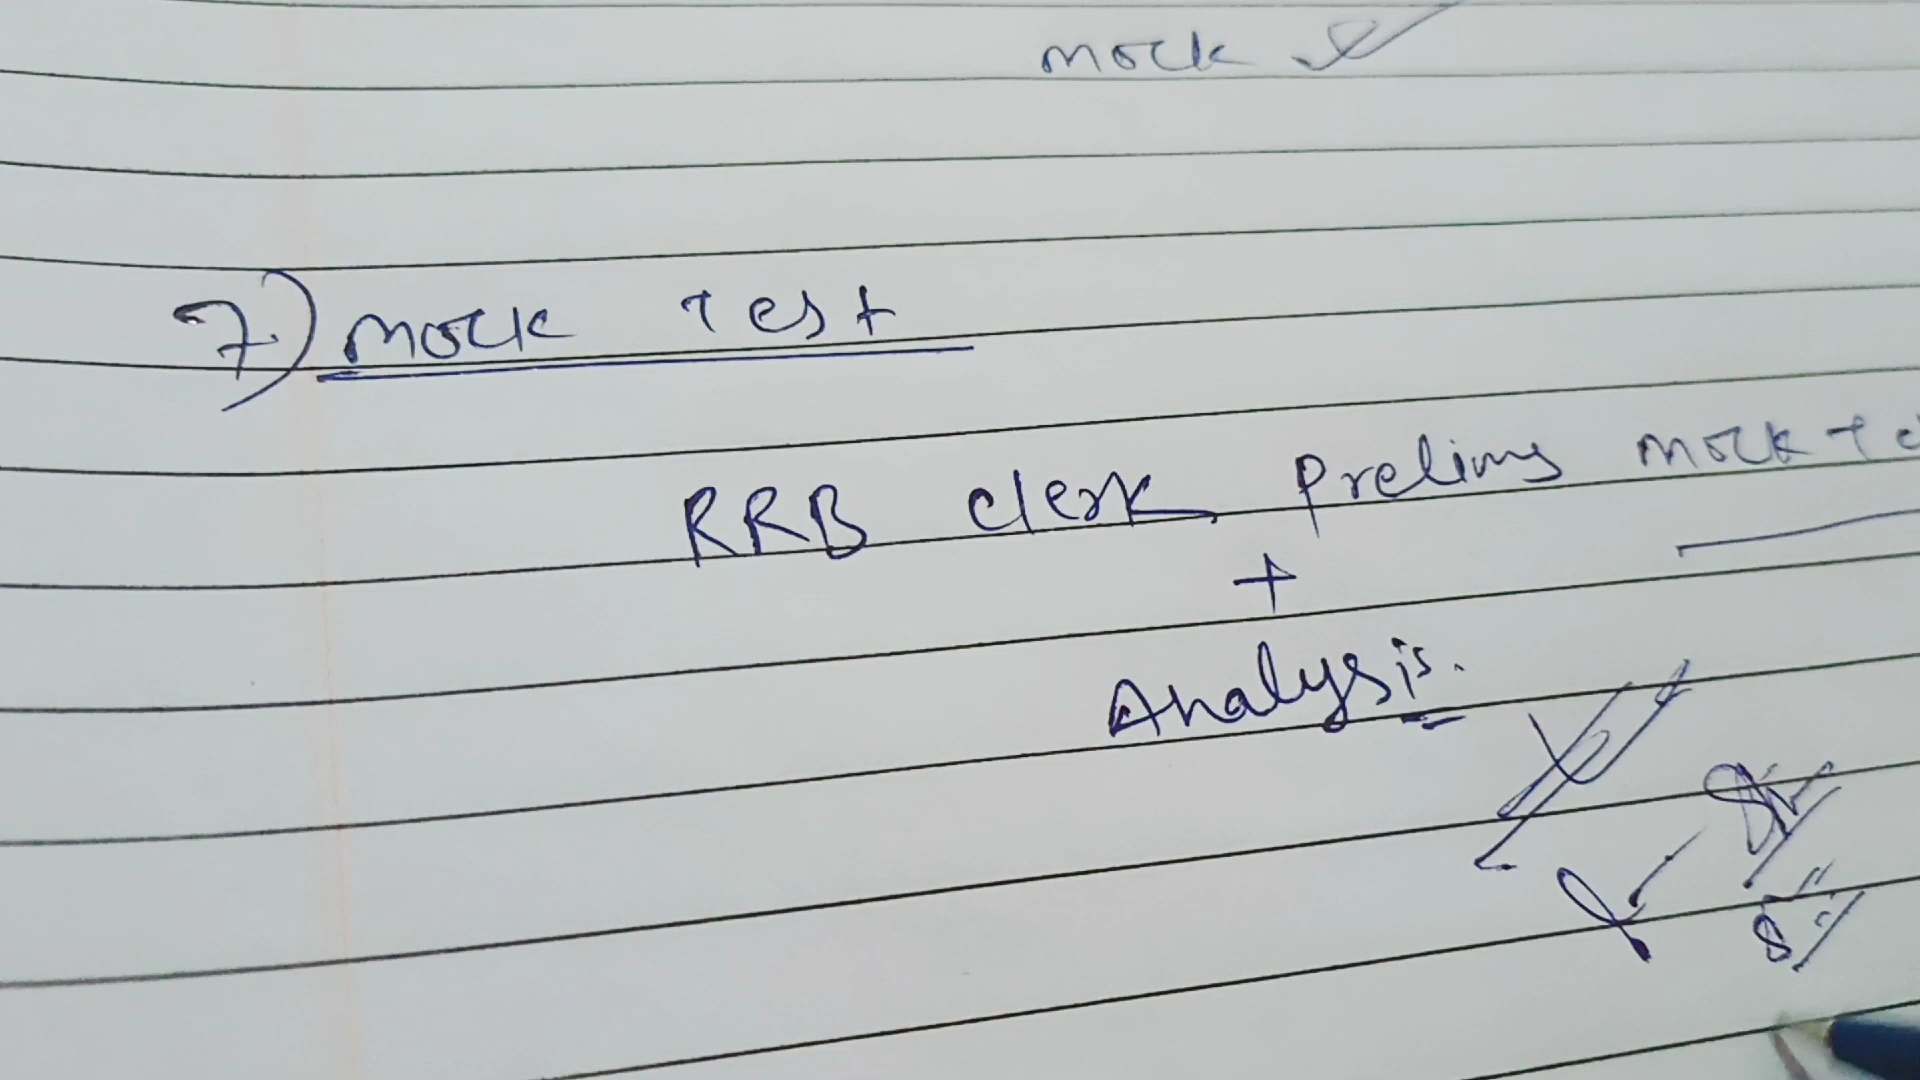 mock
7) mock Test
RRB clerk Prelims mock te
+
Analysis.